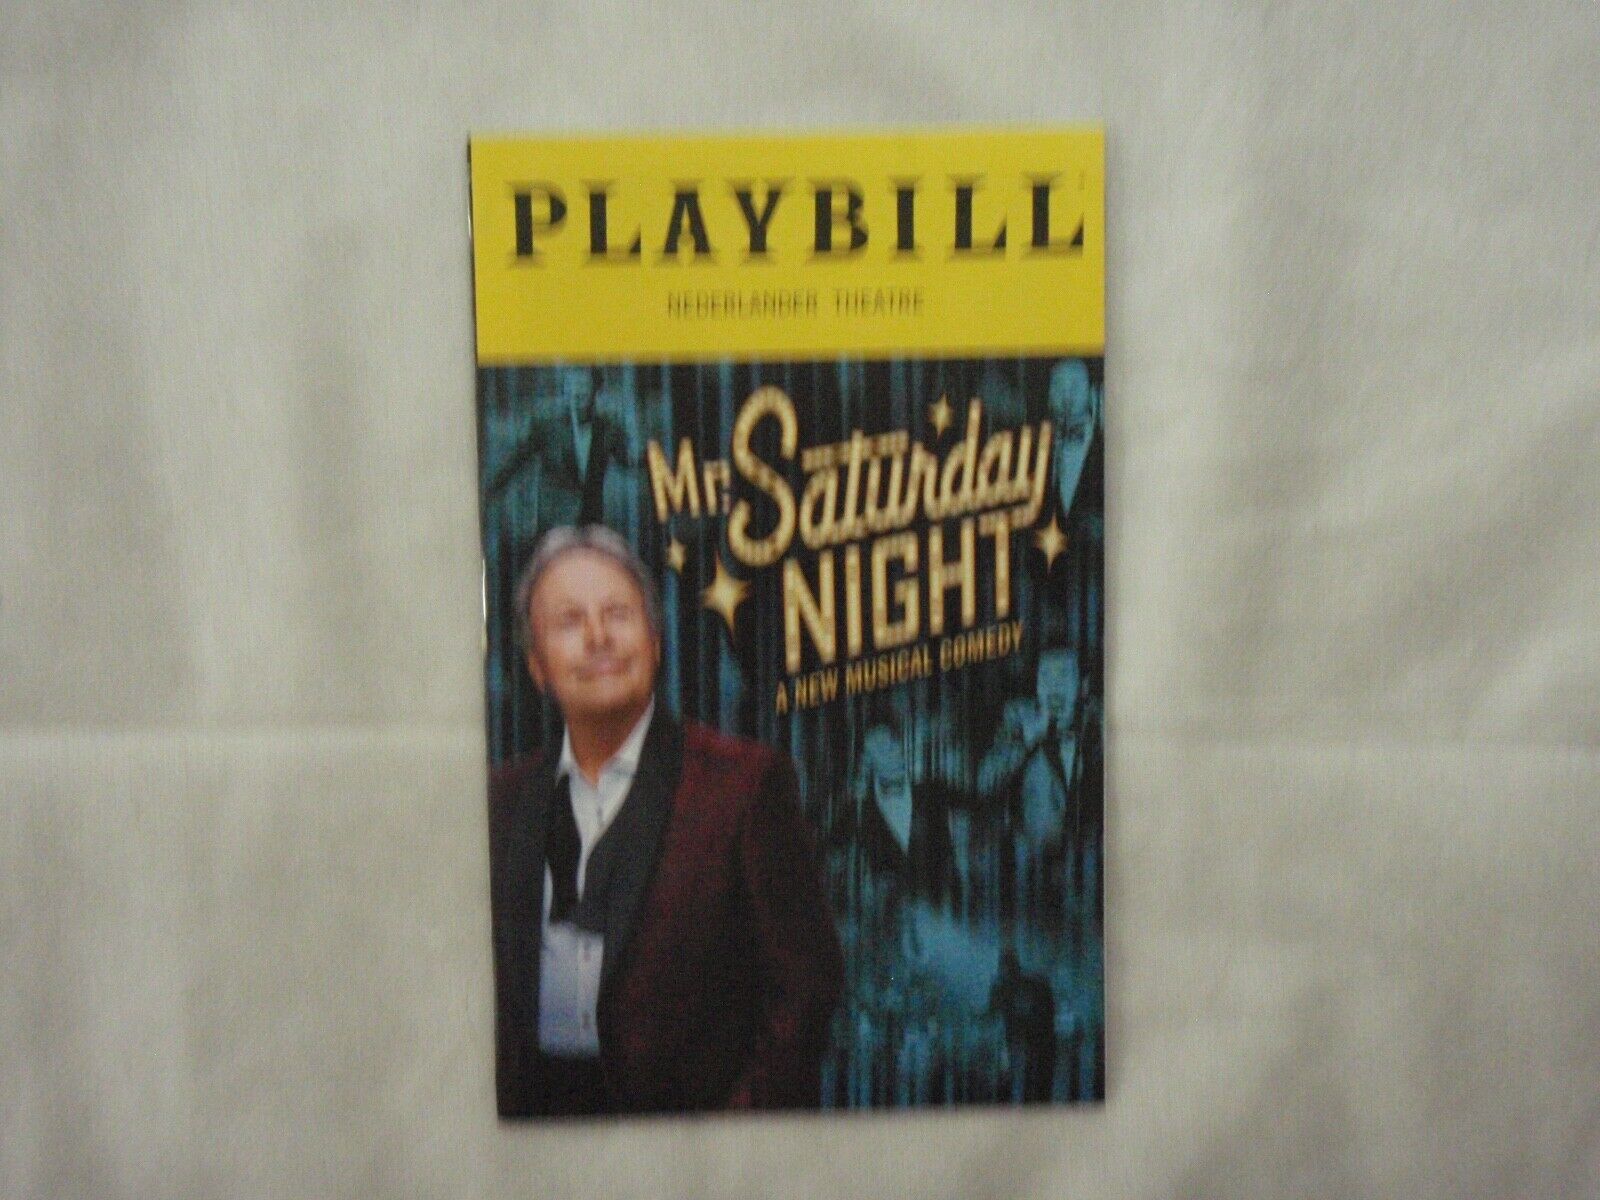 PLAYBILL
NEDERLANDER THEATRE
Mr. Saturday
NIGHT
A NEW MUSICAL COMEDY